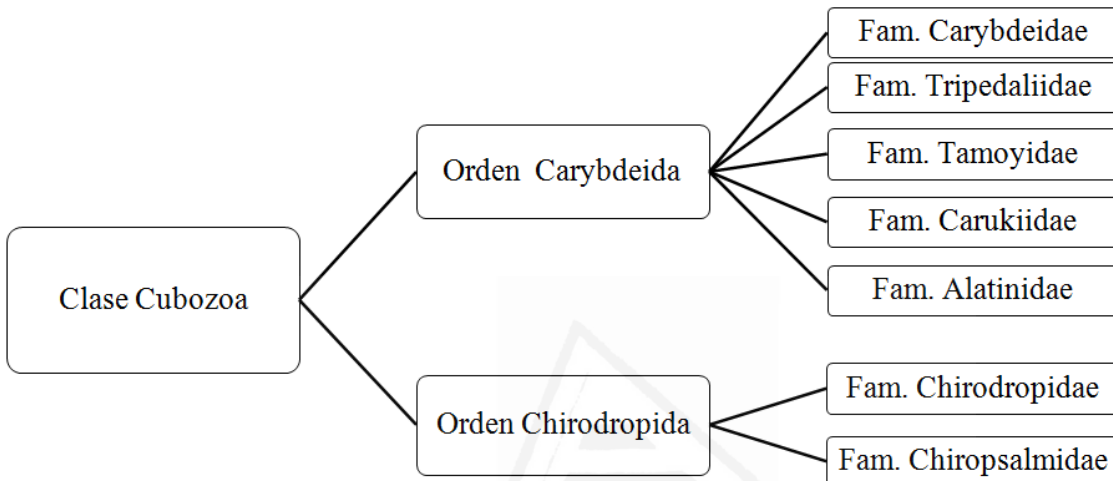 Clase Cubozoa
Orden Carybdeida
Fam. Carybdeidae
Fam. Tripedaliidae
Fam. Tamoyidae
Fam. Carukiidae
Fam. Alatinidae
Orden Chirodropida
Fam. Chirodropidae
Fam. Chiropsalmidae